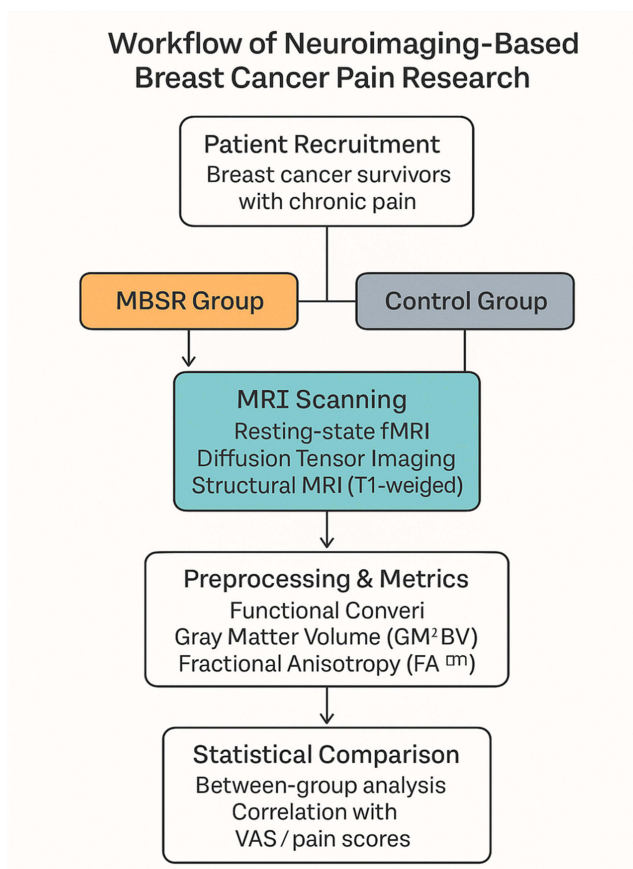 Workflow of Neuroimaging-Based
Breast Cancer Pain Research
Patient Recruitment
Breast cancer survivors
with chronic pain
MBSR Group
Control Group
MRI Scanning
Resting-state fMRI
Diffusion Tensor Imaging
Structural MRI (T1-weiged)
Preprocessing & Metrics
Functional Converi
Gray Matter Volume (GM²BV)
Fractional Anisotropy (FA
Statistical Comparison
Between-group analysis
Correlation with
VAS / pain scores